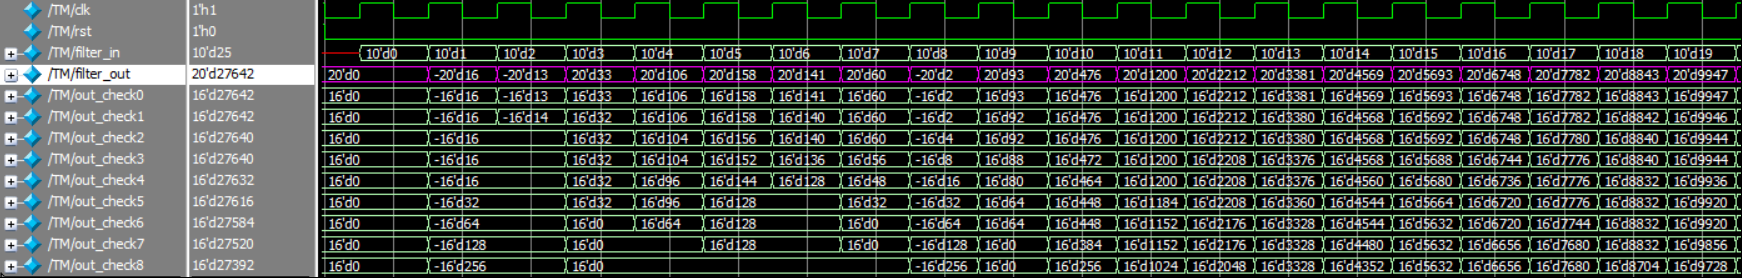 /TM/clk 1'h1
/TM/rst 1'h0
/TM/filter_in 10'd25 10'd0 10'd1 10'd2 10'd3 10'd4 10'd5 10'd6 10'd7 10'd8 10'd9 10'd10 10'd11 10'd12 10'd13 10'd14 10'd15 10'd16 10'd17 10'd18 10'd19
/TM/filter_out 20'd27642 20'd0 -20'd16 -20'd13 20'd33 20'd106 20'd158 20'd141 20'd60 -20'd2 20'd93 20'd476 20'd1200 20'd2212 20'd3381 20'd4569 20'd5693 20'd6748 20'd7782 20'd8843 20'd9947
/TM/out_check0 16'd27642 16'd0 -16'd16 -16'd13 16'd33 16'd106 16'd158 16'd141 16'd60 -16'd2 16'd93 16'd476 16'd1200 16'd2212 16'd3381 16'd4569 16'd5693 16'd6748 16'd7782 16'd8843 16'd9947
/TM/out_check1 16'd27642 16'd0 -16'd16 -16'd14 16'd32 16'd106 16'd158 16'd140 16'd60 -16'd2 16'd92 16'd476 16'd1200 16'd2212 16'd3380 16'd4568 16'd5692 16'd6748 16'd7782 16'd8842 16'd9946
/TM/out_check2 16'd27640 16'd0 -16'd16 16'd32 16'd104 16'd156 16'd140 16'd60 -16'd4 16'd92 16'd476 16'd1200 16'd2212 16'd3380 16'd4568 16'd5692 16'd6748 16'd7780 16'd8840 16'd9944
/TM/out_check3 16'd27640 16'd0 -16'd16 16'd32 16'd104 16'd152 16'd136 16'd56 -16'd8 16'd88 16'd472 16'd1200 16'd2208 16'd3376 16'd4568 16'd5688 16'd6744 16'd7776 16'd8840 16'd9944
/TM/out_check4 16'd27632 16'd0 -16'd16 16'd32 16'd96 16'd144 16'd128 16'd48 -16'd16 16'd80 16'd464 16'd1200 16'd2208 16'd3376 16'd4560 16'd5680 16'd6736 16'd7776 16'd8832 16'd9936
/TM/out_check5 16'd27616 16'd0 -16'd32 16'd32 16'd96 16'd128 16'd32 -16'd32 16'd64 16'd448 16'd1184 16'd2208 16'd3360 16'd4544 16'd5664 16'd6720 16'd7776 16'd8832 16'd9920
/TM/out_check6 16'd27584 16'd0 -16'd64 16'd0 16'd64 16'd128 16'd0 -16'd64 16'd64 16'd448 16'd1152 16'd2176 16'd3328 16'd4544 16'd5632 16'd6720 16'd7744 16'd8832 16'd9920
/TM/out_check7 16'd27520 16'd0 -16'd128 16'd0 16'd128 16'd0 -16'd128 16'd0 16'd384 16'd1152 16'd2176 16'd3328 16'd4480 16'd5632 16'd6656 16'd7680 16'd8832 16'd9856
/TM/out_check8 16'd27392 16'd0 -16'd256 16'd0 -16'd256 16'd0 16'd256 16'd1024 16'd2048 16'd3328 16'd4352 16'd5632 16'd6656 16'd7680 16'd8704 16'd9728